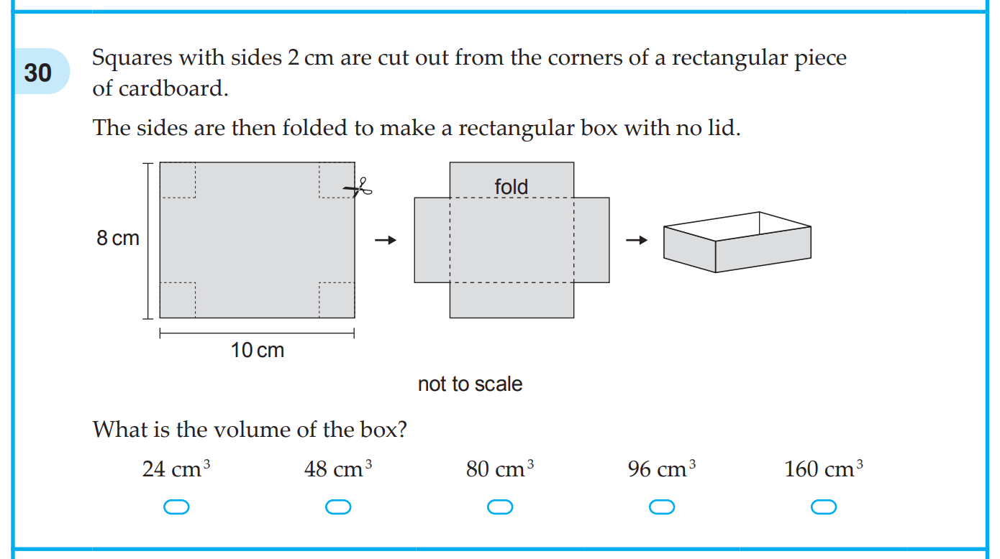 30
Squares with sides 2 cm are cut out from the corners of a rectangular piece
of cardboard.
The sides are then folded to make a rectangular box with no lid.
fold
8 cm
10 cm
not to scale
What is the volume of the box?
24 cm³ 48 cm³ 80 cm³ 96 cm³ 160 cm³